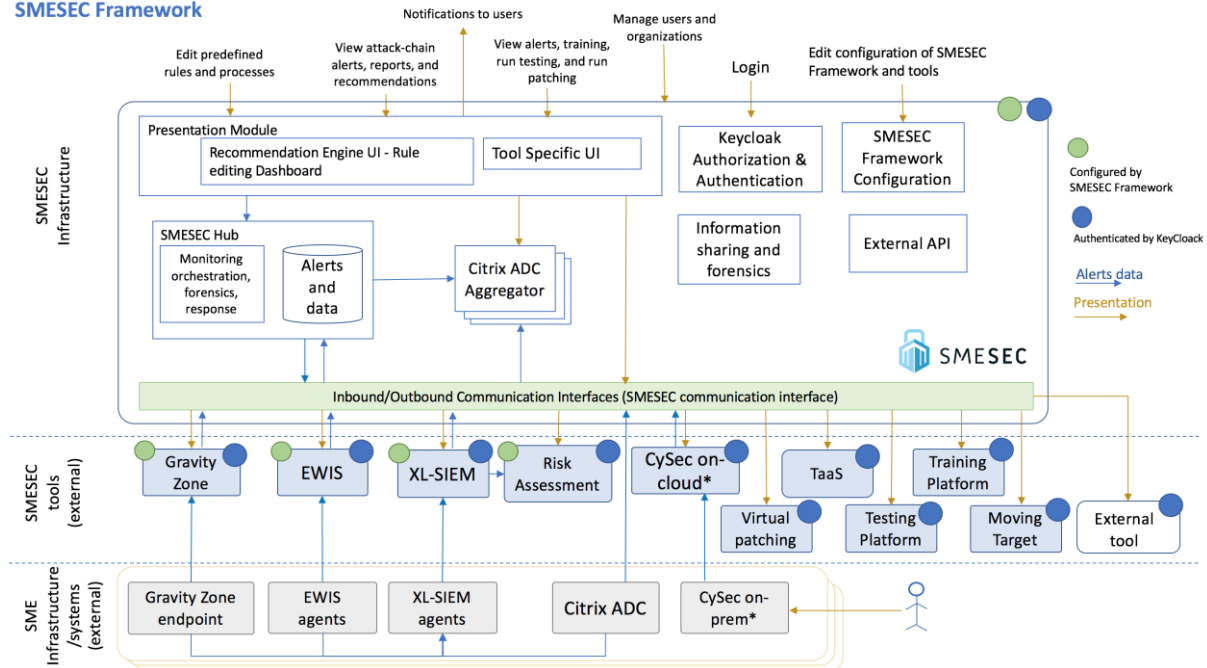 SMESEC Framework
Notifications to users
Manage users and
organizations
Edit predefined
rules and processes
View attack-chain
alerts, reports, and
recommendations
View alerts, training,
run testing, and run
patching
Login
Edit configuration of SMESEC
Framework and tools
SMESEC
Infrastructure
Presentation Module
Recommendation Engine UI - Rule
editing Dashboard
Tool Specific UI
Keycloak
Authorization &
Authentication
SMESEC
Framework
Configuration
Configured by
SMESEC Framework
Authenticated by KeyCloack
Alerts data
Presentation
SMESEC Hub
Monitoring
orchestration,
forensics,
response
Alerts
and
data
Citrix ADC
Aggregator
Information
sharing and
forensics
External API
SMESEC
Inbound/Outbound Communication Interfaces (SMESEC communication interface)
SMESEC
tools
(external)
Gravity
Zone
EWIS
XL-SIEM
Risk
Assessment
CySec on-
cloud*
TaaS
Training
Platform
Virtual
patching
Testing
Platform
Moving
Target
External
tool
SME
Infrastructure
/systems
(external)
Gravity Zone
endpoint
EWIS
agents
XL-SIEM
agents
Citrix ADC
CySec on-
prem*